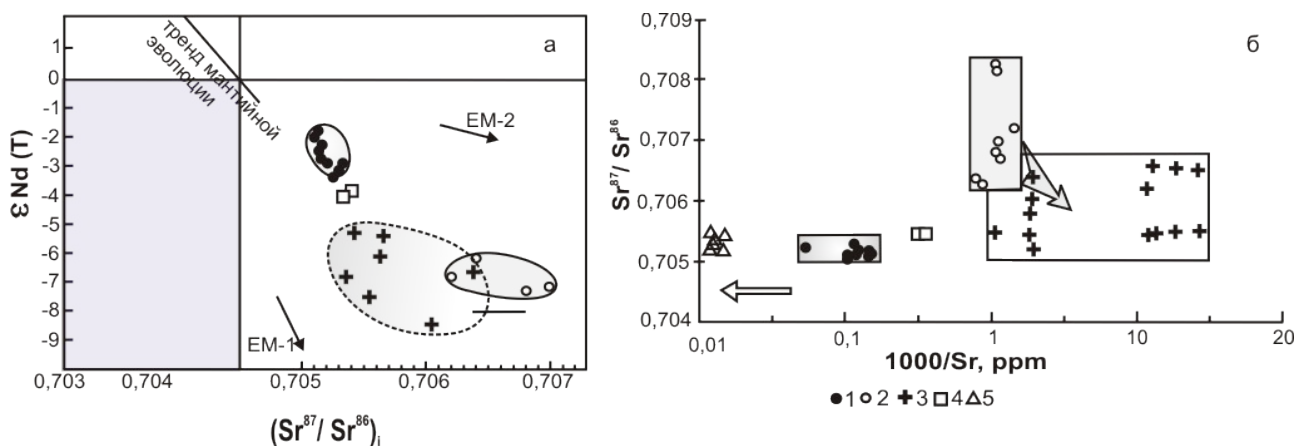 а
тренд мантийной
эволюции
1
0
-1
-2
-3
-4
-5
-6
-7
-8
-9
ε Nd (T)
EM-2
EM-1
0,703 0,704 0,705 0,706 0,707
(Sr87/ Sr86)i
б
0,709
0,708
0,707
0,706
0,705
0,704
Sr87/ Sr86
0,01 0,1 1 10 20
1000/Sr, ppm
1 2 3 4 5